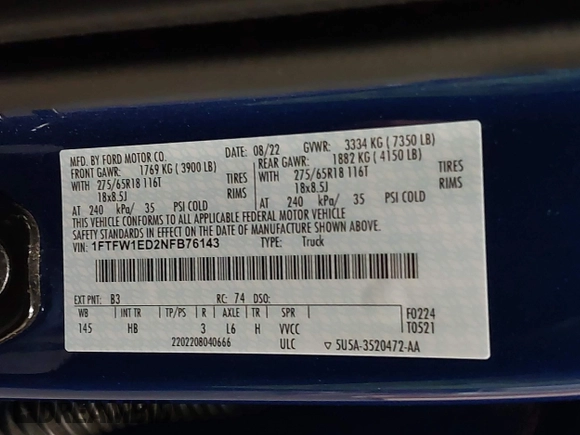 MFD. BY FORD MOTOR CO. DATE: 08/22 GVWR: 3334 KG (7350 LB)
FRONT GAWR: 1769 KG (3900 LB) REAR GAWR: 1882 KG (4150 LB)
WITH TIRES WITH TIRES
275/65R18 116T 275/65R18 116T
18x8.5J RIMS 18x8.5J RIMS
AT 240 kPa/ 35 PSI COLD AT 240 kPa/ 35 PSI COLD
THIS VEHICLE CONFORMS TO ALL APPLICABLE FEDERAL MOTOR VEHICLE
SAFETY AND THEFT PREVENTION STANDARDS IN EFFECT ON THE DATE OF MANUFACTURE SHOWN ABOVE.
VIN: 1FTFW1ED2NFB76143 TYPE: Truck
EXT PNT: B3 RC: 74 DSO:
WB INT TR TP/PS R AXLE TR SPR F0224
145 HB 3 L6 H VVCC T0521
2202208040666 ULC ▽ 5U5A-3520472-AA